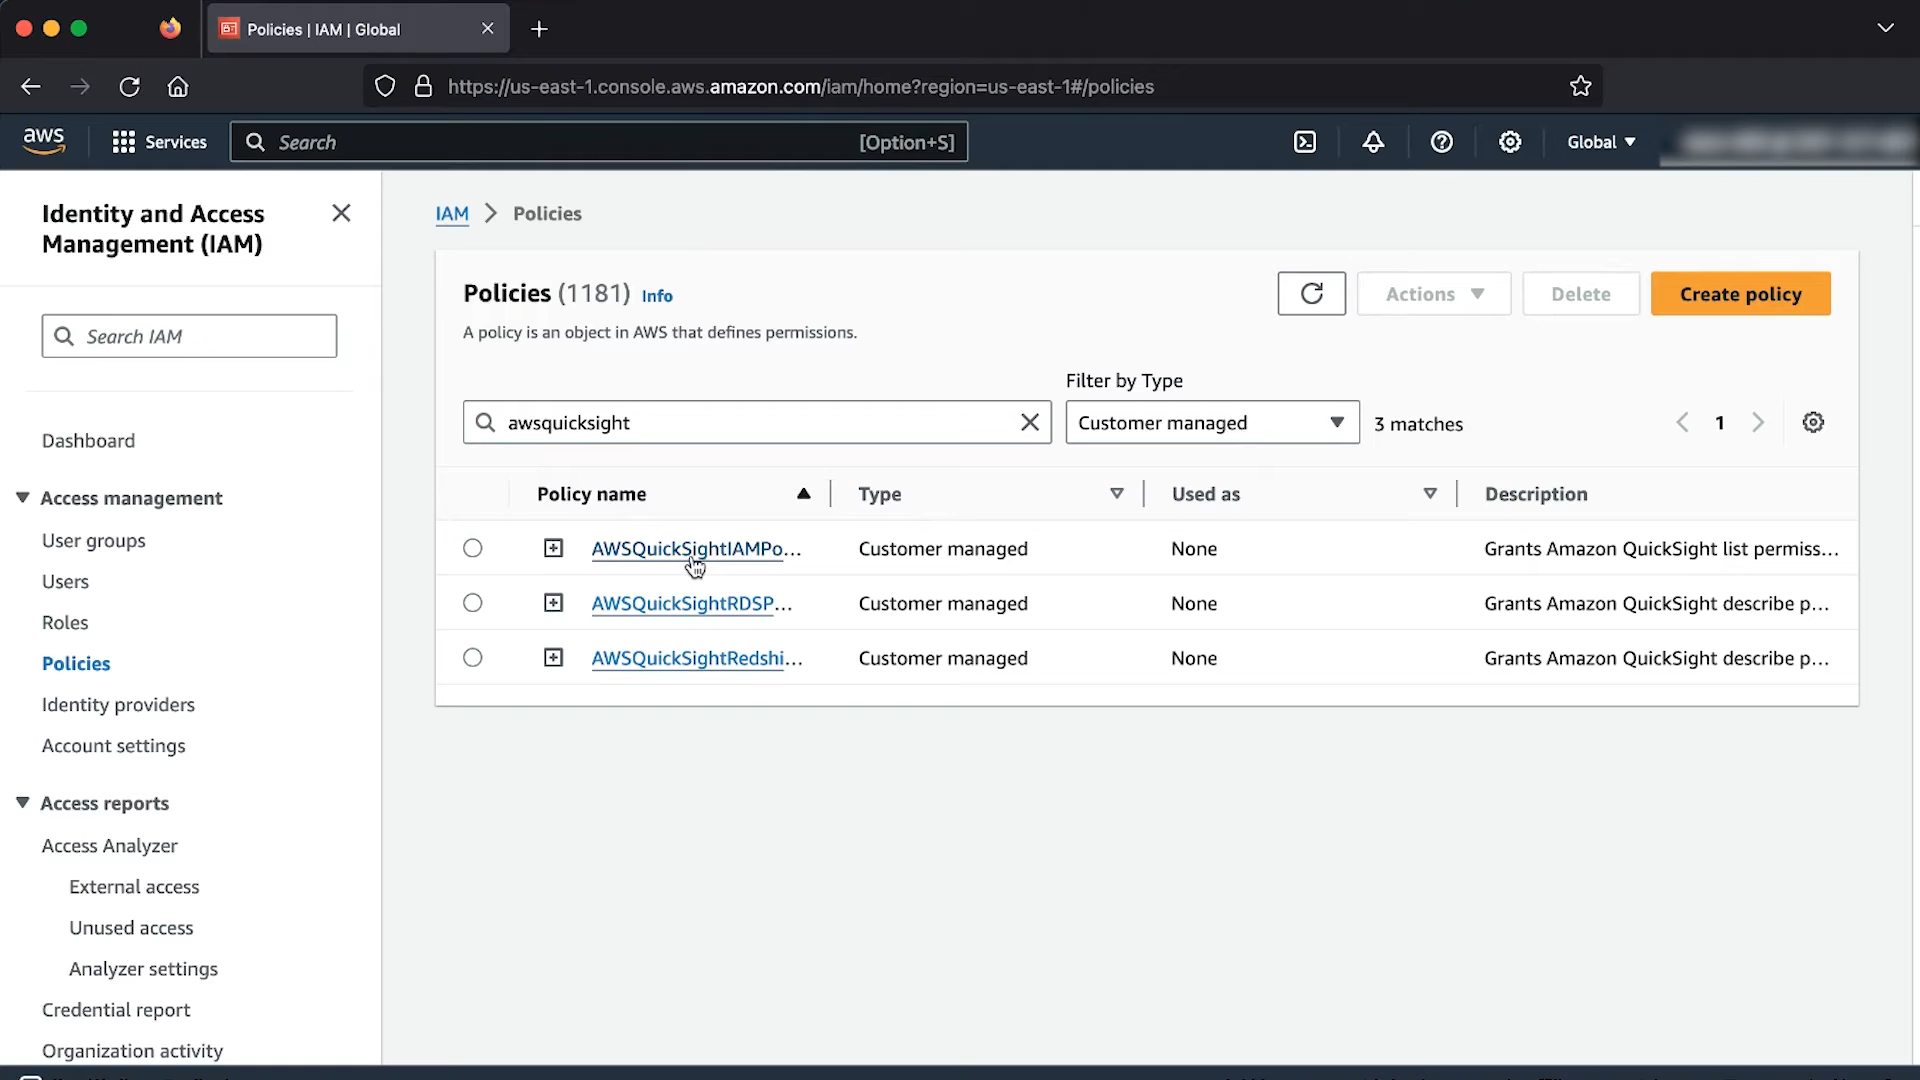 Policies | IAM | Global
https://us-east-1.console.aws.amazon.com/iam/home?region=us-east-1#/policies
aws
Services
Search
[Option+S]
Global
Identity and Access
Management (IAM)
Search IAM
Dashboard
Access management
User groups
Users
Roles
Policies
Identity providers
Account settings
Access reports
Access Analyzer
External access
Unused access
Analyzer settings
Credential report
Organization activity
IAM > Policies
Policies (1181) Info
A policy is an object in AWS that defines permissions.
Actions
Delete
Create policy
Filter by Type
awsquicksight
Customer managed
3 matches
1
Policy name Type Used as Description
AWSQuickSightIAMPo... Customer managed None Grants Amazon QuickSight list permiss...
AWSQuickSightRDSP... Customer managed None Grants Amazon QuickSight describe p...
AWSQuickSightRedshi... Customer managed None Grants Amazon QuickSight describe p...